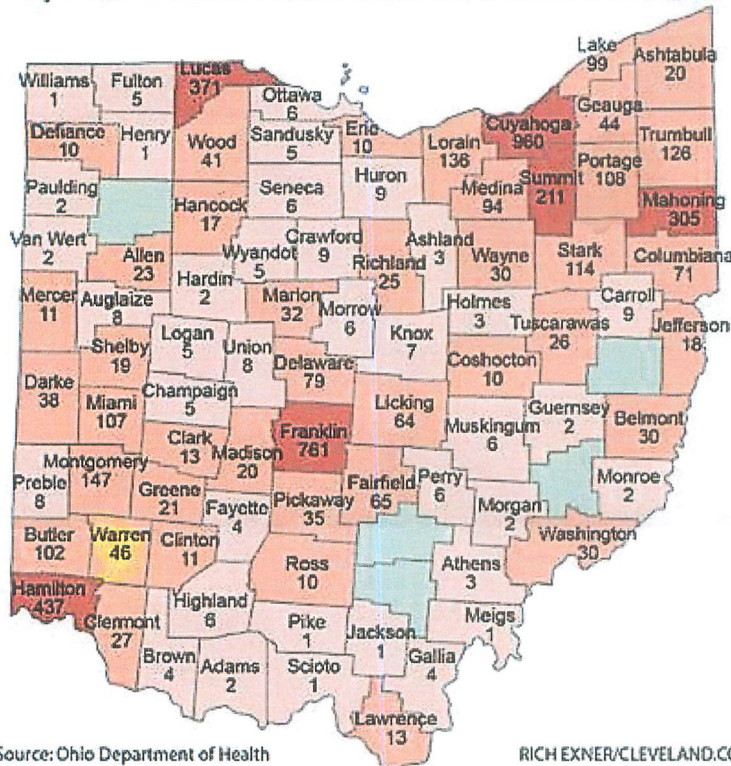 Lake
99
Ashtabula
20
Williams
1
Fulton
5
Lucas
371
Ottawa
6
Cuyahoga
960
Geauga
44
Defiance
10
Henry
1
Wood
41
Sandusky
5
Erie
10
Lorain
136
Trumbull
126
Portage
108
Summit
211
Medina
94
Mahoning
305
Paulding
2
Hancock
17
Seneca
6
Huron
9
Van Wert
2
Allen
23
Wyandot
5
Crawford
9
Richland
25
Ashland
3
Wayne
30
Stark
114
Columbiana
71
Mercer
11
Auglaize
8
Hardin
2
Marion
32
Morrow
6
Knox
7
Holmes
3
Tuscarawas
26
Carroll
9
Jefferson
18
Shelby
19
Logan
5
Union
8
Delaware
79
Coshocton
10
Darke
38
Miami
107
Champaign
5
Licking
64
Muskingum
6
Guernsey
2
Belmont
30
Clark
13
Madison
20
Franklin
761
Preble
8
Montgomery
147
Greene
21
Fayette
4
Pickaway
35
Fairfield
65
Perry
6
Morgan
2
Monroe
2
Washington
30
Butler
102
Warren
46
Clinton
11
Ross
10
Athens
3
Hamilton
437
Clermont
27
Highland
6
Pike
1
Jackson
1
Meigs
1
Brown
4
Adams
2
Scioto
1
Gallia
4
Lawrence
13
Source: Ohio Department of Health
RICH EXNER/CLEVELAND.CO